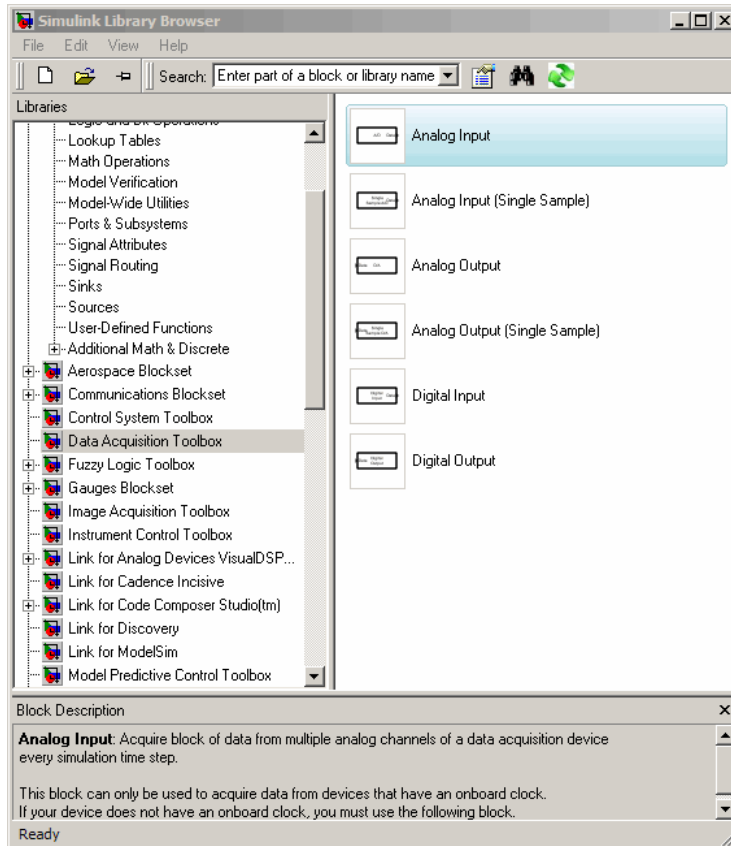 Simulink Library Browser
File Edit View Help
Search: Enter part of a block or library name
Libraries
Logic and Bit Operations
Lookup Tables
Math Operations
Model Verification
Model-Wide Utilities
Ports & Subsystems
Signal Attributes
Signal Routing
Sinks
Sources
User-Defined Functions
Additional Math & Discrete
Aerospace Blockset
Communications Blockset
Control System Toolbox
Data Acquisition Toolbox
Fuzzy Logic Toolbox
Gauges Blockset
Image Acquisition Toolbox
Instrument Control Toolbox
Link for Analog Devices VisualDSP...
Link for Cadence Incisive
Link for Code Composer Studio(tm)
Link for Discovery
Link for ModelSim
Model Predictive Control Toolbox
Analog Input
Analog Input (Single Sample)
Analog Output
Analog Output (Single Sample)
Digital Input
Digital Output
Block Description
Analog Input: Acquire block of data from multiple analog channels of a data acquisition device
every simulation time step.
This block can only be used to acquire data from devices that have an onboard clock.
If your device does not have an onboard clock, you must use the following block.
Ready